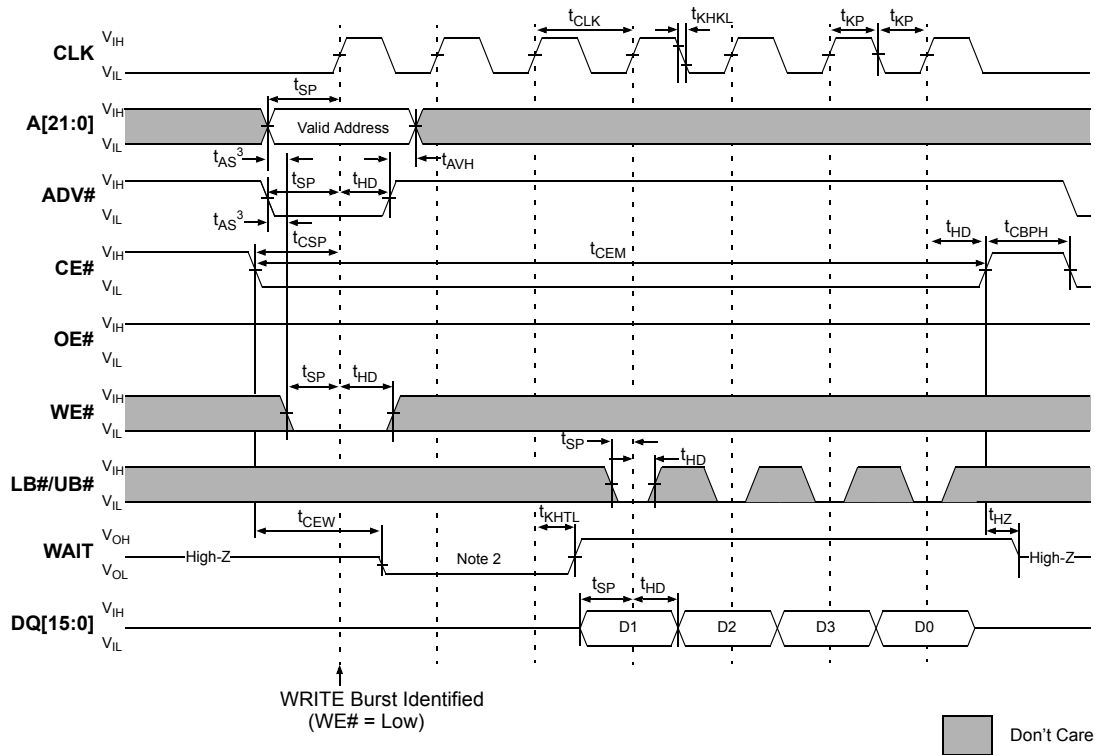 tCLK tKHKL tKP tKP
CLK VIH
VIL
tSP
A[21:0] VIH
VIL
Valid Address
tAS3 tAVH
ADV# VIH
VIL
tSP tHD
tAS3
tCSP tCEM tHD tCBPH
CE# VIH
VIL
OE# VIH
VIL
tSP tHD
WE# VIH
VIL
tSP tHD
LB#/UB# VIH
VIL
tCEW tKHTL tHZ
WAIT VOH
VOL
High-Z Note 2 High-Z
tSP tHD
DQ[15:0] VIH
VIL
D1 D2 D3 D0
WRITE Burst Identified
(WE# = Low)
Don't Care